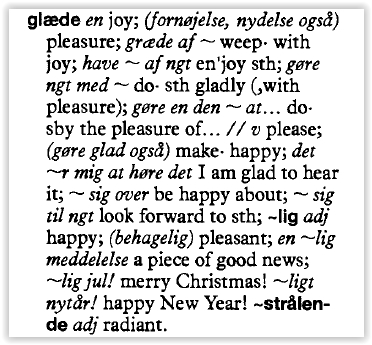 glæde en joy; (fornøjelse, nydelse også)
pleasure; græde af ~ weep· with
joy; have ~ af ngt en'joy sth; gøre
ngt med ~ do· sth gladly (,with
pleasure); gøre en den ~ at... do·
sby the pleasure of... // v please;
(gøre glad også) make· happy; det
~r mig at høre det I am glad to hear
it; ~ sig over be happy about; ~ sig
til ngt look forward to sth; ~lig adj
happy; (behagelig) pleasant; en ~lig
meddelelse a piece of good news;
~lig jul! merry Christmas! ~ligt
nytår! happy New Year! ~strålen-
de adj radiant.